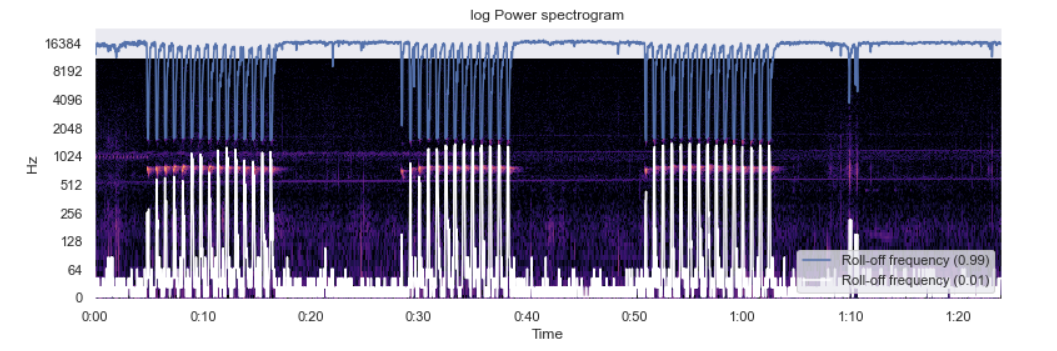 log Power spectrogram
16384
8192
4096
2048
1024
512
256
128
64
0
Hz
Roll-off frequency (0.99)
Roll-off frequency (0.01)
0:00 0:10 0:20 0:30 0:40 0:50 1:00 1:10 1:20
Time